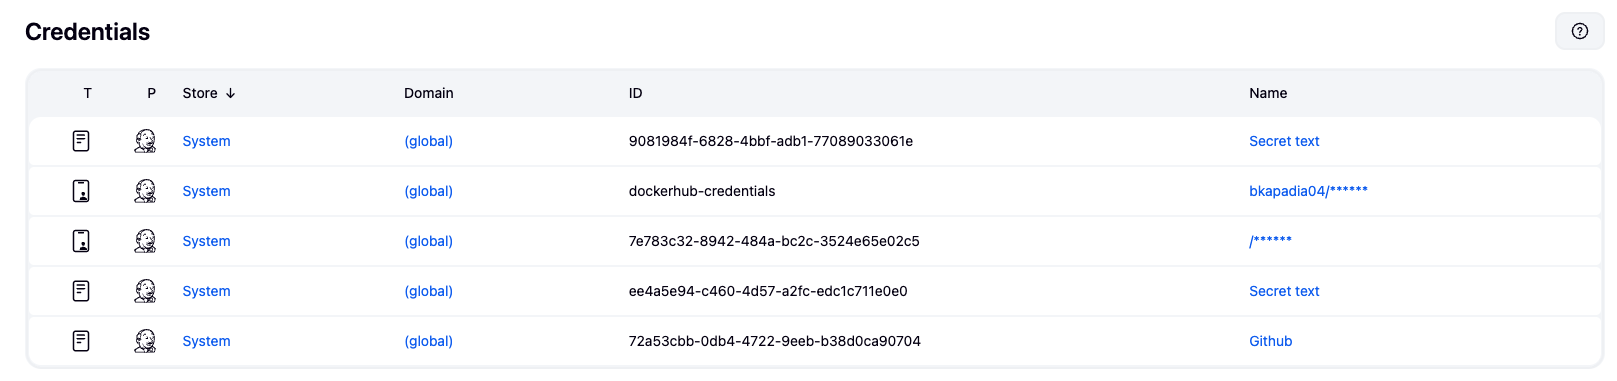 Credentials
T P Store ↓ Domain ID Name
System (global) 9081984f-6828-4bbf-adb1-77089033061e Secret text
System (global) dockerhub-credentials bkapadia04/******
System (global) 7e783c32-8942-484a-bc2c-3524e65e02c5 /******
System (global) ee4a5e94-c460-4d57-a2fc-edc1c711e0e0 Secret text
System (global) 72a53cbb-0db4-4722-9eeb-b38d0ca90704 Github